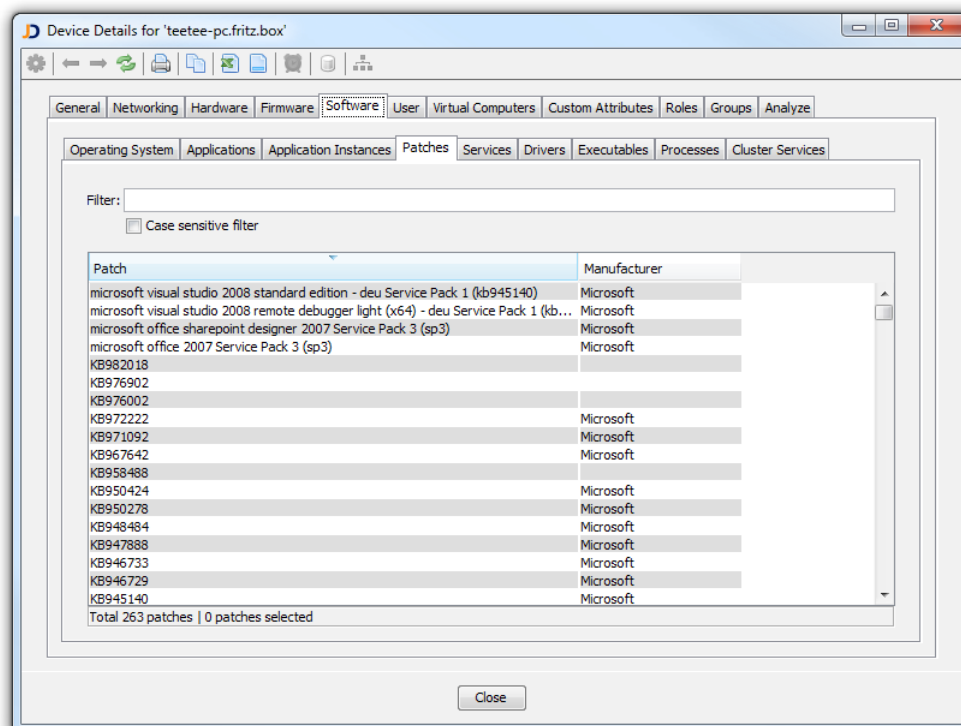 JD Device Details for 'teetee-pc.fritz.box'
General Networking Hardware Firmware Software User Virtual Computers Custom Attributes Roles Groups Analyze
Operating System Applications Application Instances Patches Services Drivers Executables Processes Cluster Services
Filter:
Case sensitive filter
Patch Manufacturer
microsoft visual studio 2008 standard edition - deu Service Pack 1 (kb945140) Microsoft
microsoft visual studio 2008 remote debugger light (x64) - deu Service Pack 1 (kb... Microsoft
microsoft office sharepoint designer 2007 Service Pack 3 (sp3) Microsoft
microsoft office 2007 Service Pack 3 (sp3) Microsoft
KB982018
KB976902
KB976002
KB972222 Microsoft
KB971092 Microsoft
KB967642 Microsoft
KB958488
KB950424 Microsoft
KB950278 Microsoft
KB948484 Microsoft
KB947888 Microsoft
KB946733 Microsoft
KB946729 Microsoft
KB945140 Microsoft
Total 263 patches | 0 patches selected
Close